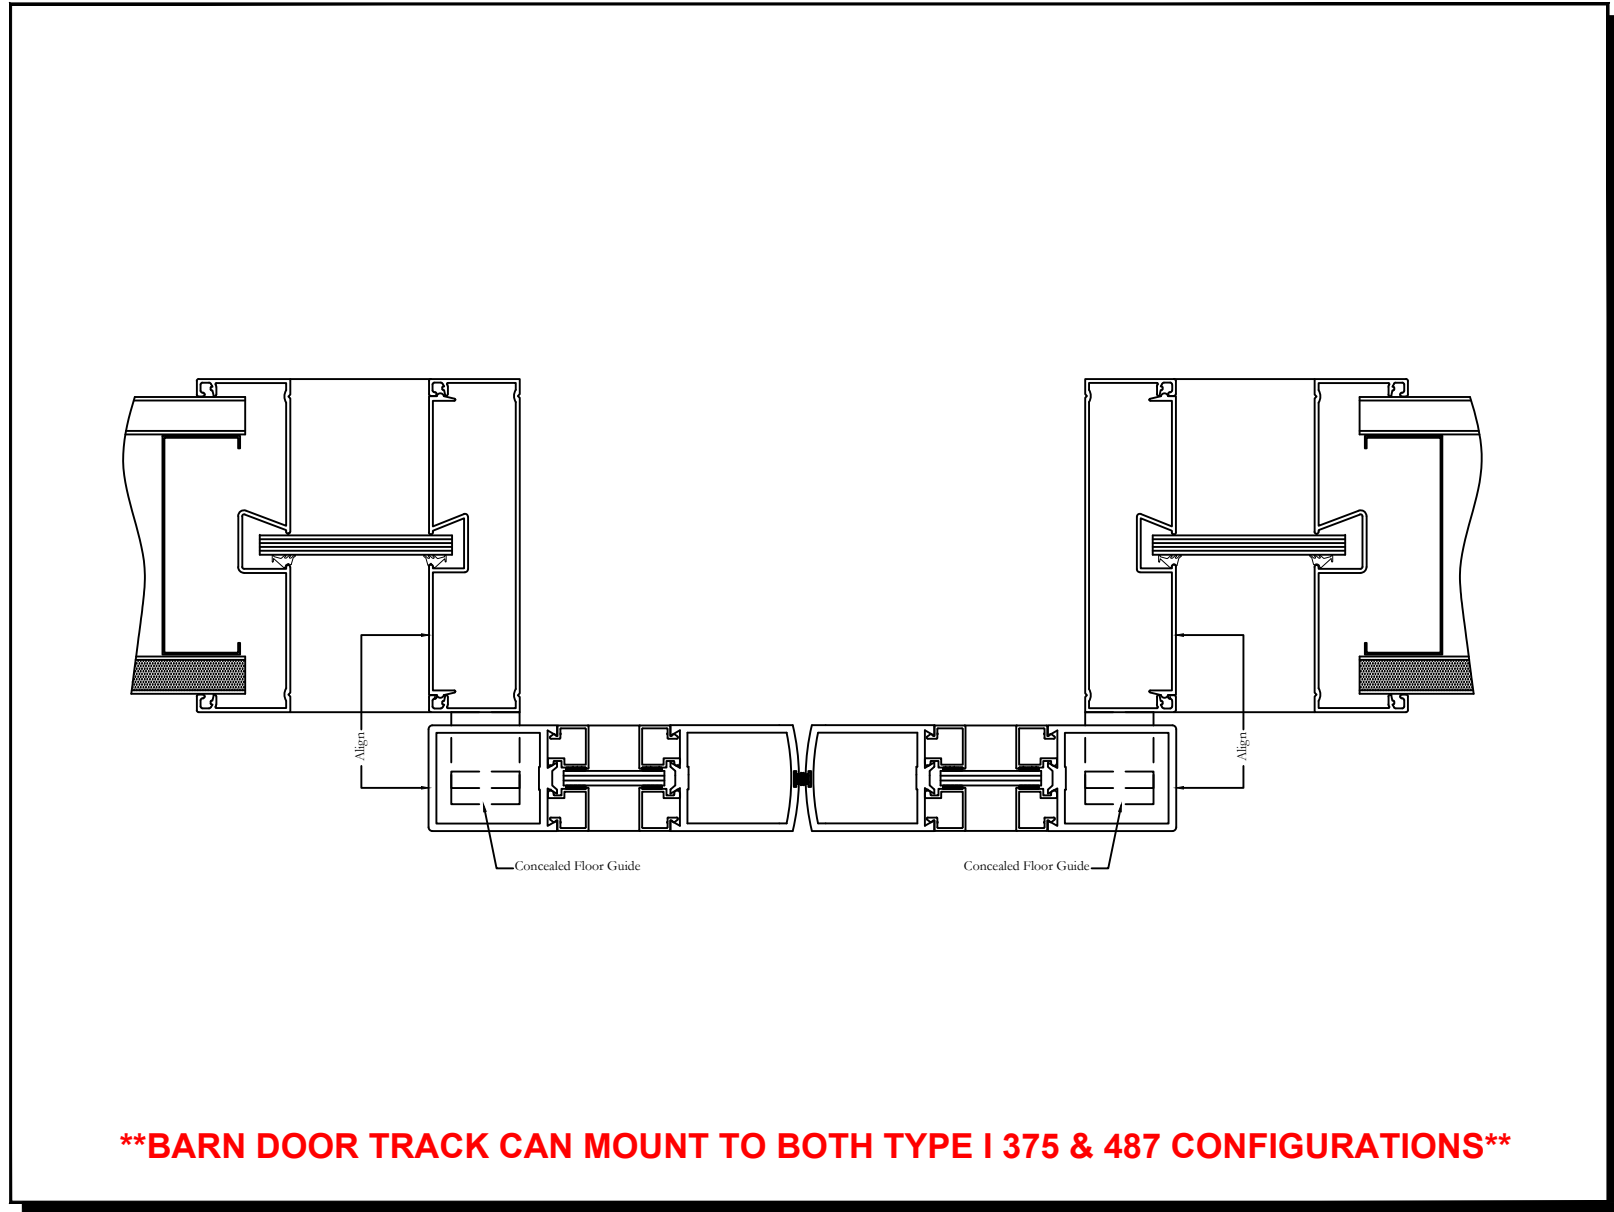 Align
Align
Concealed Floor Guide
Concealed Floor Guide
**BARN DOOR TRACK CAN MOUNT TO BOTH TYPE I 375 & 487 CONFIGURATIONS**